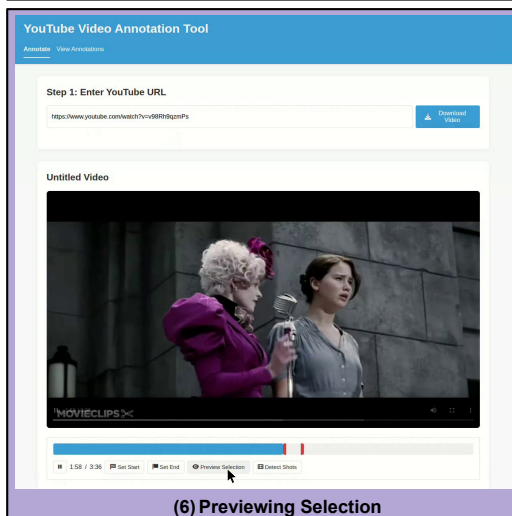 YouTube Video Annotation Tool
Annotate View Annotations
Step 1: Enter YouTube URL
https://www.youtube.com/watch?v=v98Rh9qzmPs
Download
Video
Untitled Video
MOVIECLIPS
1:58 / 3:36 Set Start Set End Preview Selection Detect Shots
(6) Previewing Selection